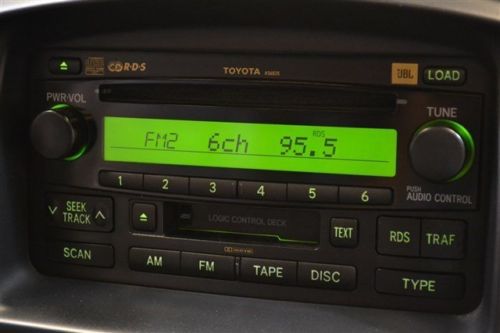 R·D·S
TOYOTA
JBL
LOAD
PWR·VOL
TUNE
FM2 6ch 95.5 RDS
PUSH
AUDIO CONTROL
1 2 3 4 5 6
SEEK
TRACK
LOGIC CONTROL DECK
TEXT
RDS
TRAF
SCAN
AM
FM
TAPE
DISC
TYPE